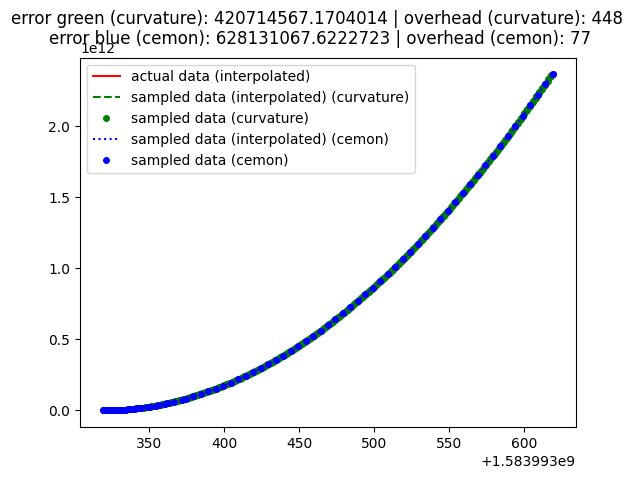 error green (curvature): 420714567.1704014 | overhead (curvature): 448
error blue (cemon): 628131067.6222723 | overhead (cemon): 77
1e12
actual data (interpolated)
sampled data (interpolated) (curvature)
sampled data (curvature)
sampled data (interpolated) (cemon)
sampled data (cemon)
2.0
1.5
1.0
0.5
0.0
350 400 450 500 550 600
+1.583993e9